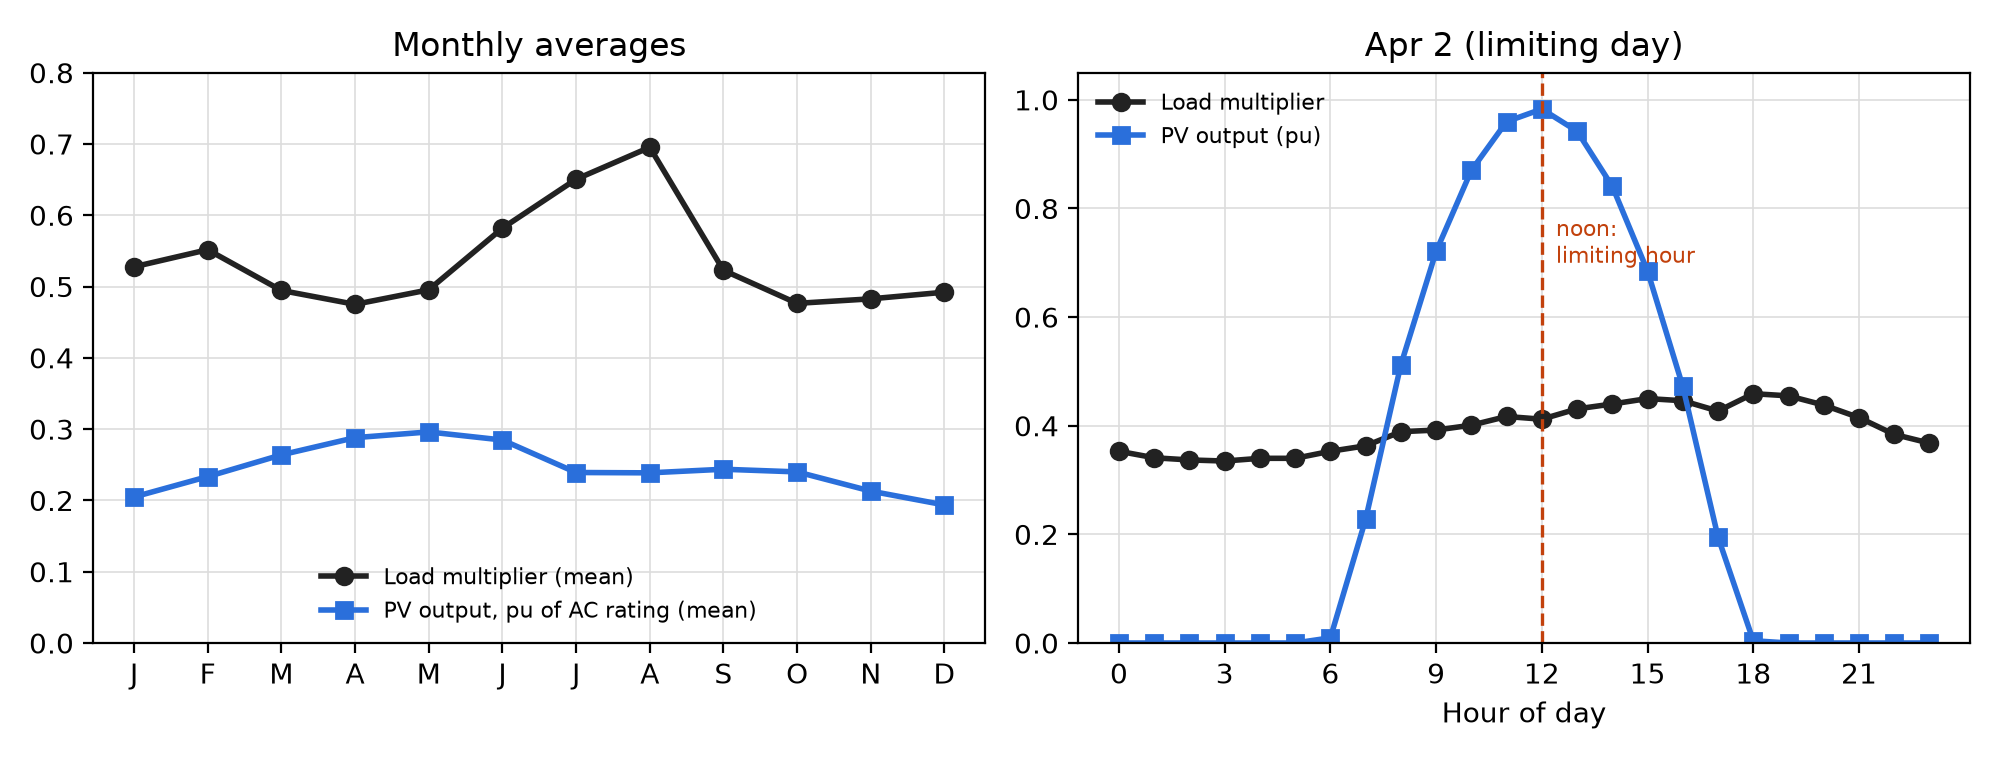 Monthly averages
0.8
0.7
0.6
0.5
0.4
0.3
0.2
0.1
0.0
Load multiplier (mean)
PV output, pu of AC rating (mean)
J F M A M J J A S O N D
Apr 2 (limiting day)
1.0
0.8
0.6
0.4
0.2
0.0
Load multiplier
PV output (pu)
noon:
limiting hour
0 3 6 9 12 15 18 21
Hour of day